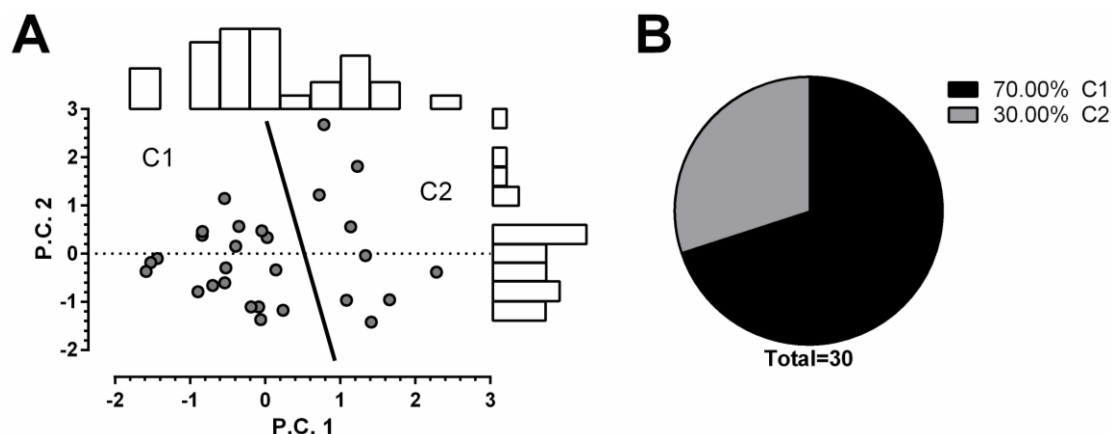 A
3
2
1
0
-1
-2
P.C. 2
C1
C2
-2 -1 0 1 2 3
P.C. 1
B
70.00% C1
30.00% C2
Total=30